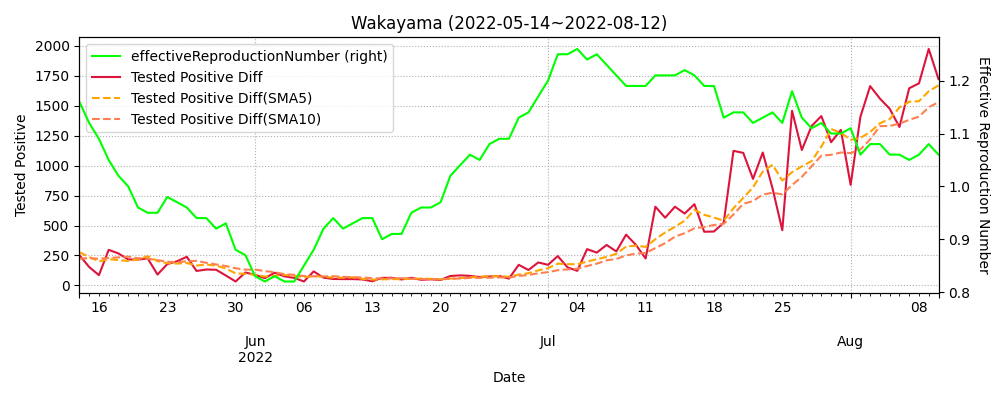 Wakayama (2022-05-14~2022-08-12)
effectiveReproductionNumber (right)
Tested Positive Diff
Tested Positive Diff(SMA5)
Tested Positive Diff(SMA10)
Tested Positive
2000
1750
1500
1250
1000
750
500
250
0
Effective Reproduction Number
1.2
1.1
1.0
0.9
0.8
16 23 30 06 13 20 27 04 11 18 25 08
Jun Jul Aug
2022
Date